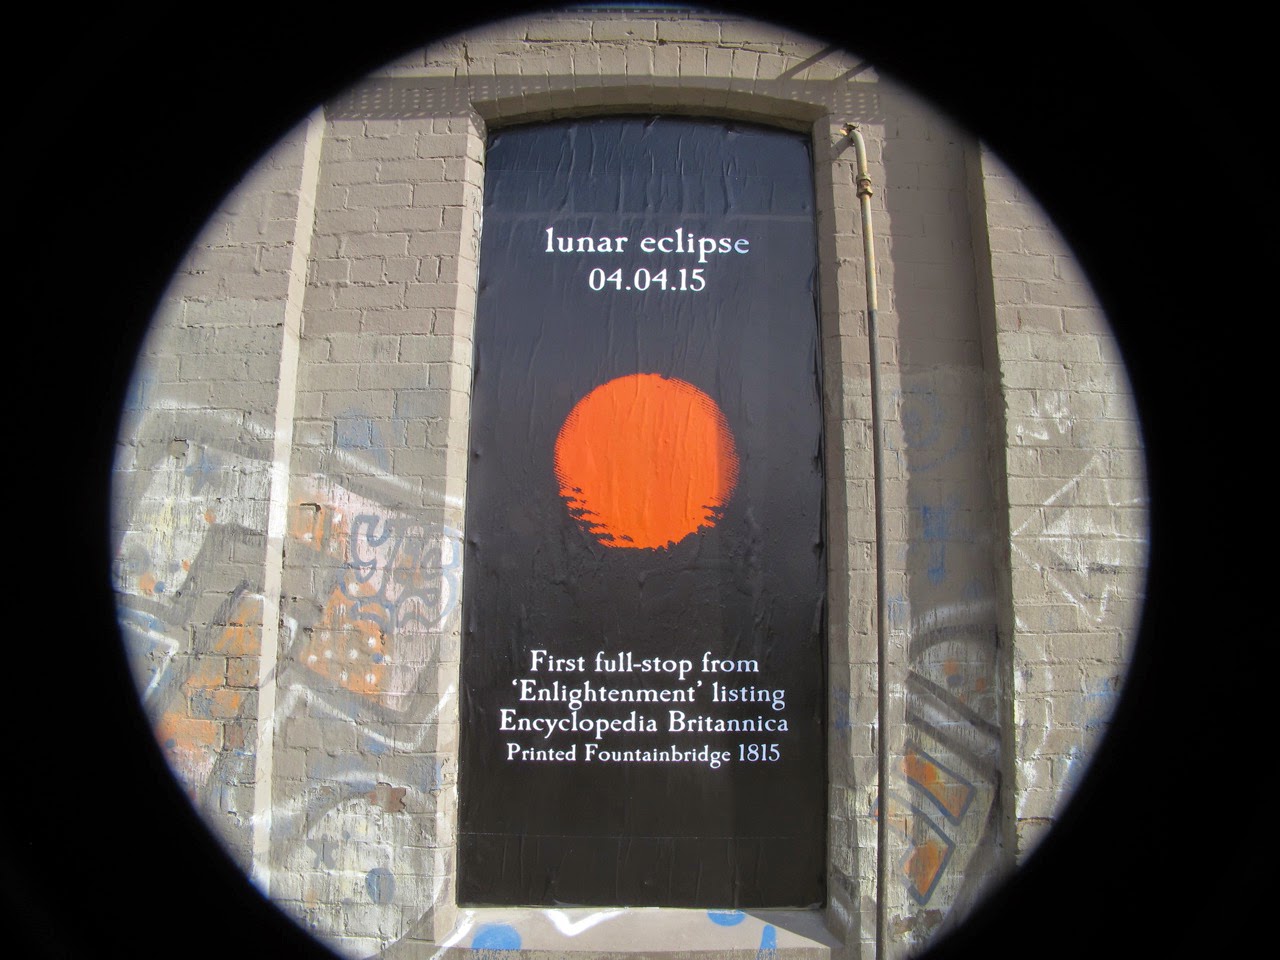 lunar eclipse
04.04.15
First full-stop from
‘Enlightenment’ listing
Encyclopedia Britannica
Printed Fountainbridge 1815